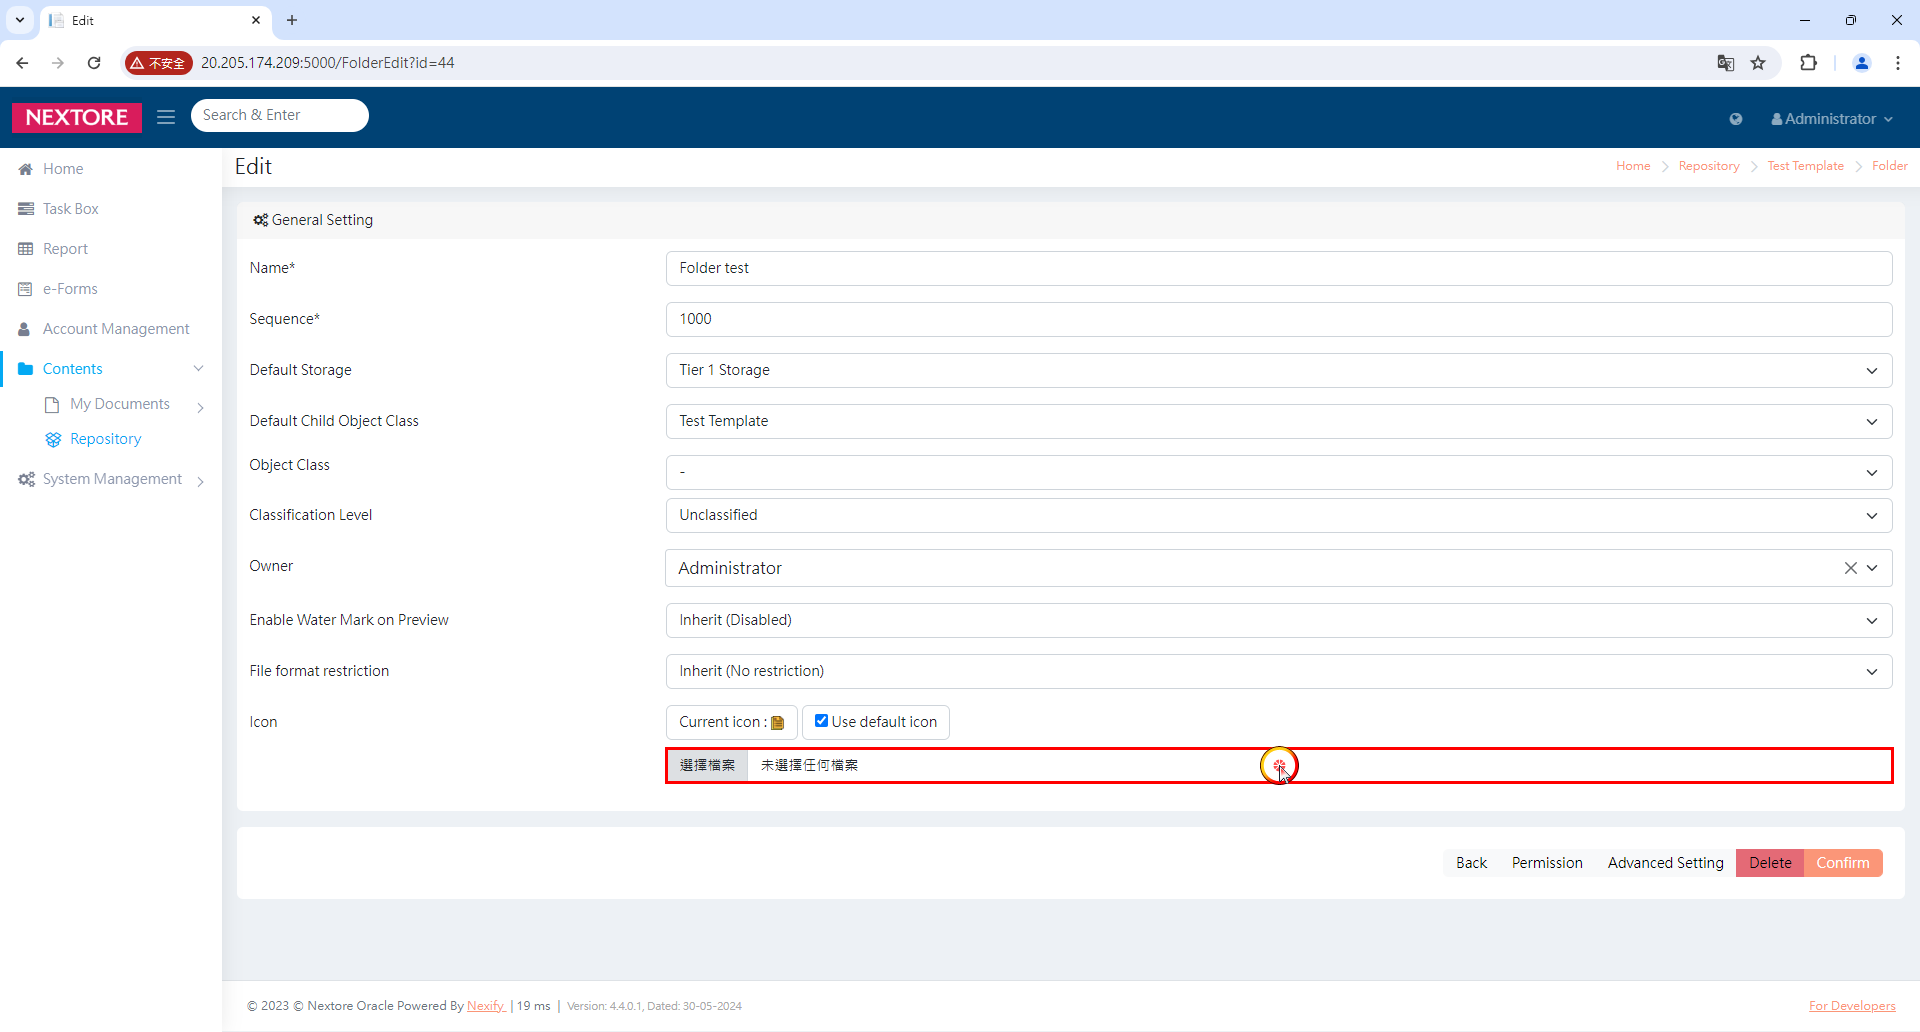 Edit
不安全
20.205.174.209:5000/FolderEdit?id=44
NEXTORE
Search & Enter
Administrator
Home
Task Box
Report
e-Forms
Account Management
Contents
My Documents
Repository
System Management
Edit
Home
Repository
Test Template
Folder
General Setting
Name*
Folder test
Sequence*
1000
Default Storage
Tier 1 Storage
Default Child Object Class
Test Template
Object Class
-
Classification Level
Unclassified
Owner
Administrator
Enable Water Mark on Preview
Inherit (Disabled)
File format restriction
Inherit (No restriction)
Icon
Current icon :
Use default icon
選擇檔案 未選擇任何檔案
Back
Permission
Advanced Setting
Delete
Confirm
© 2023 © Nextore Oracle Powered By Nexify | 19 ms | Version: 4.4.0.1, Dated: 30-05-2024
For Developers